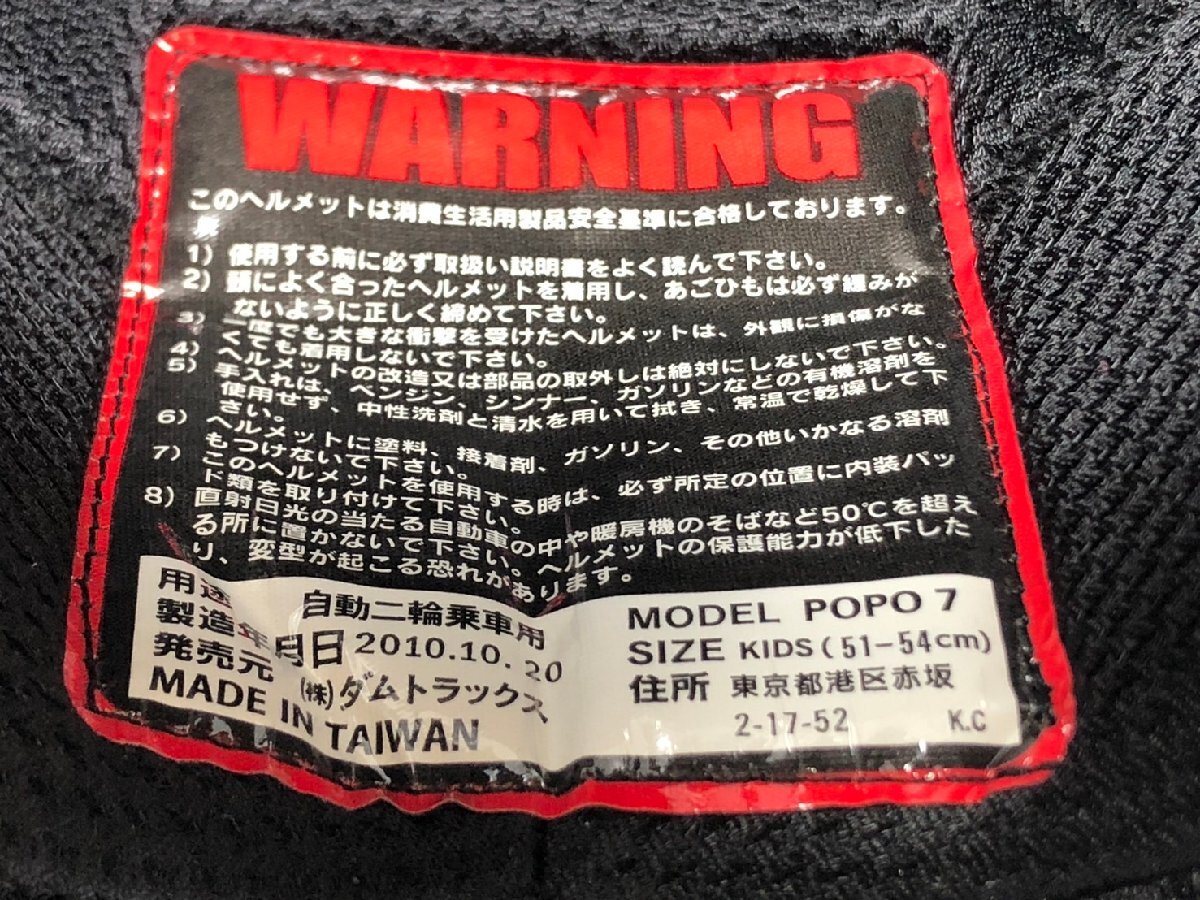 WARNING
このヘルメットは消費生活用製品安全基準に合格しております。
1) 使用する前に必ず取扱い説明書をよく読んで下さい。
2) 頭によく合ったヘルメットを着用し、あごひもは必ず緩みが
ないように正しく締めて下さい。
3) 一度でも大きな衝撃を受けたヘルメットは、外観に損傷がな
くても着用しないで下さい。
4) ヘルメットの改造又は部品の取外しは絶対にしないで下さい。
5) 手入れは、ベンジン、シンナー、ガソリンなどの有機溶剤を
使用せず、中性洗剤と清水を用いて拭き、常温で乾燥して下
さい。
6) ヘルメットに塗料、接着剤、ガソリン、その他いかなる溶剤
もつけないで下さい。
7) このヘルメットを使用する時は、必ず所定の位置に内装パッ
ド類を取り付けて下さい。
8) 直射日光の当たる自動車の中や暖房機のそばなど50℃を超え
る所に置かないで下さい。ヘルメットの保護能力が低下した
り、変型が起こる恐れがあります。
用途 自動二輪乗車用
製造年月日 2010.10.20
発売元 (株)ダムトラックス
MADE IN TAIWAN
MODEL POPO 7
SIZE KIDS (51-54cm)
住所 東京都港区赤坂
2-17-52 K.C